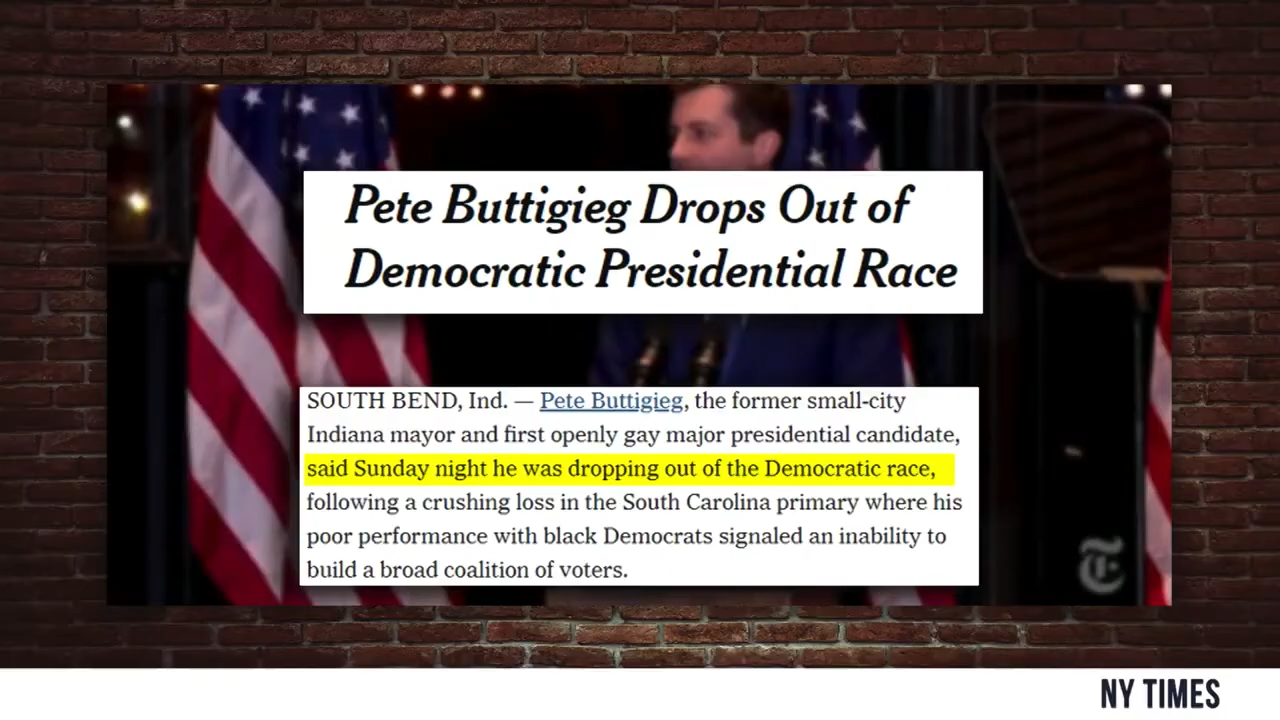 Pete Buttigieg Drops Out of
Democratic Presidential Race
SOUTH BEND, Ind. — Pete Buttigieg, the former small-city
Indiana mayor and first openly gay major presidential candidate,
said Sunday night he was dropping out of the Democratic race,
following a crushing loss in the South Carolina primary where his
poor performance with black Democrats signaled an inability to
build a broad coalition of voters.
T
NY TIMES